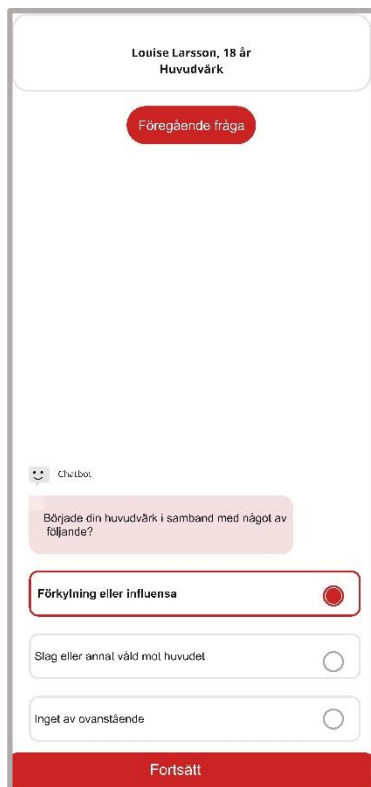 Louise Larsson, 18 år
Huvudvärk
Föregående fråga
Chatbot
Började din huvudvärk i samband med något av
följande?
Förkylning eller influensa
Slag eller annat våld mot huvudet
Inget av ovanstående
Fortsätt